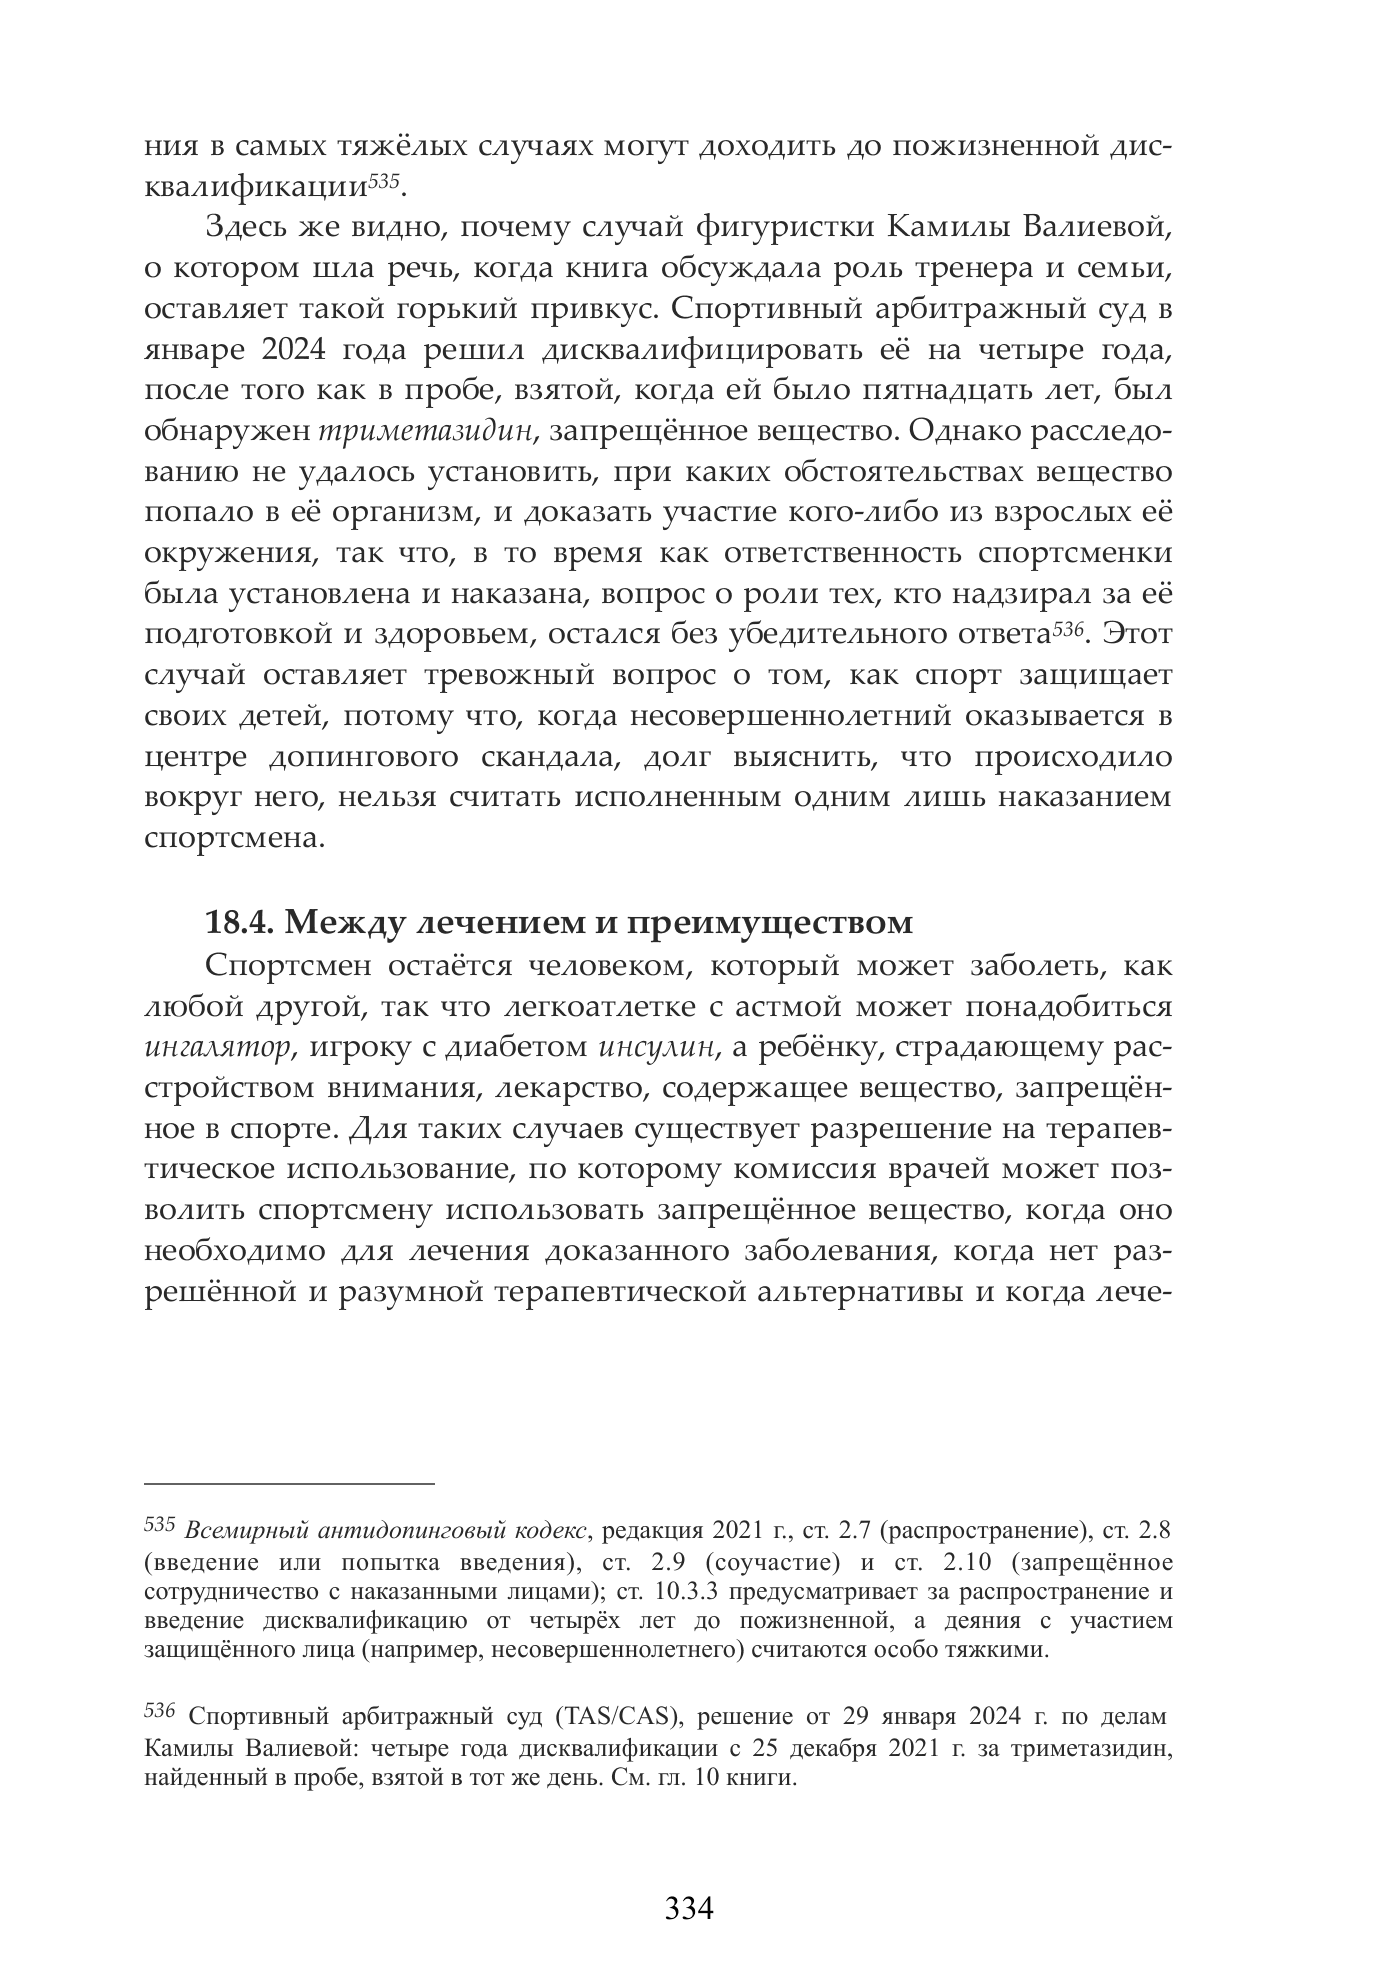 ния в самых тяжёлых случаях могут доходить до пожизненной дис-
квалификации535.
Здесь же видно, почему случай фигуристки Камилы Валиевой,
о котором шла речь, когда книга обсуждала роль тренера и семьи,
оставляет такой горький привкус. Спортивный арбитражный суд в
январе 2024 года решил дисквалифицировать её на четыре года,
после того как в пробе, взятой, когда ей было пятнадцать лет, был
обнаружен триметазидин, запрещённое вещество. Однако расследо-
ванию не удалось установить, при каких обстоятельствах вещество
попало в её организм, и доказать участие кого-либо из взрослых её
окружения, так что, в то время как ответственность спортсменки
была установлена и наказана, вопрос о роли тех, кто надзирал за её
подготовкой и здоровьем, остался без убедительного ответа536. Этот
случай оставляет тревожный вопрос о том, как спорт защищает
своих детей, потому что, когда несовершеннолетний оказывается в
центре допингового скандала, долг выяснить, что происходило
вокруг него, нельзя считать исполненным одним лишь наказанием
спортсмена.
18.4. Между лечением и преимуществом
Спортсмен остаётся человеком, который может заболеть, как
любой другой, так что легкоатлетке с астмой может понадобиться
ингалятор, игроку с диабетом инсулин, а ребёнку, страдающему рас-
стройством внимания, лекарство, содержащее вещество, запрещён-
ное в спорте. Для таких случаев существует разрешение на терапев-
тическое использование, по которому комиссия врачей может поз-
волить спортсмену использовать запрещённое вещество, когда оно
необходимо для лечения доказанного заболевания, когда нет раз-
решённой и разумной терапевтической альтернативы и когда лече-
535 Всемирный антидопинговый кодекс, редакция 2021 г., ст. 2.7 (распространение), ст. 2.8
(введение или попытка введения), ст. 2.9 (соучастие) и ст. 2.10 (запрещённое
сотрудничество с наказанными лицами); ст. 10.3.3 предусматривает за распространение и
введение дисквалификацию от четырёх лет до пожизненной, а деяния с участием
защищённого лица (например, несовершеннолетнего) считаются особо тяжкими.
536 Спортивный арбитражный суд (TAS/CAS), решение от 29 января 2024 г. по делам
Камилы Валиевой: четыре года дисквалификации с 25 декабря 2021 г. за триметазидин,
найденный в пробе, взятой в тот же день. См. гл. 10 книги.
334